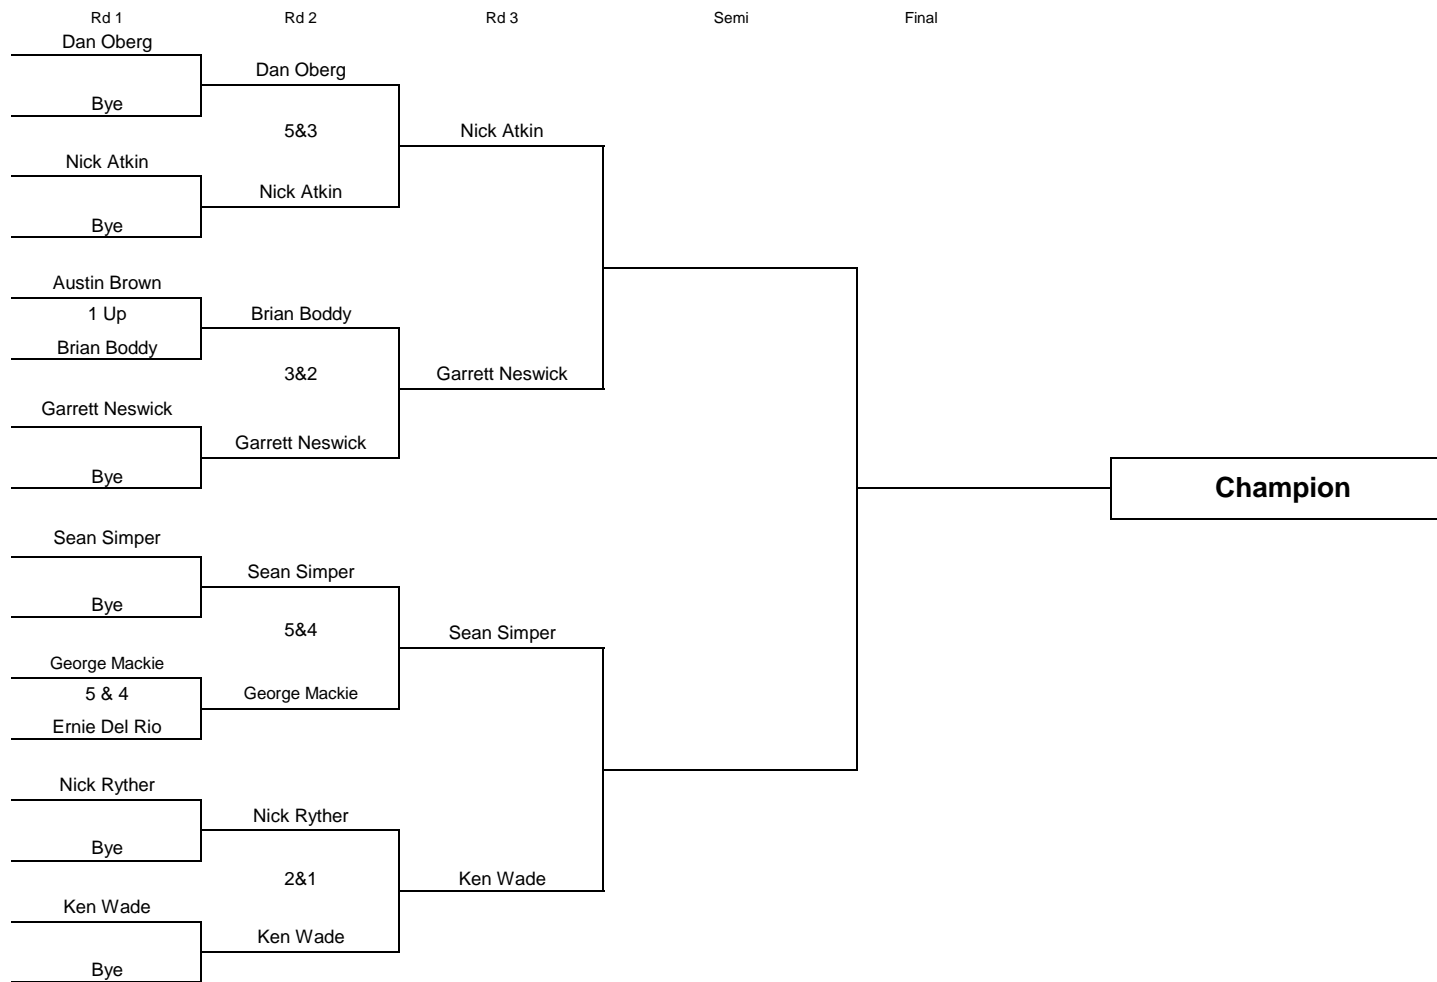 Rd 1
Rd 2
Rd 3
Semi
Final
Dan Oberg
Dan Oberg
Bye
5&3
Nick Atkin
Nick Atkin
Nick Atkin
Bye
Austin Brown
1 Up
Brian Boddy
Brian Boddy
3&2
Garrett Neswick
Garrett Neswick
Garrett Neswick
Bye
Champion
Sean Simper
Sean Simper
Bye
5&4
Sean Simper
George Mackie
5 & 4
George Mackie
Ernie Del Rio
Nick Ryther
Nick Ryther
Bye
2&1
Ken Wade
Ken Wade
Ken Wade
Bye